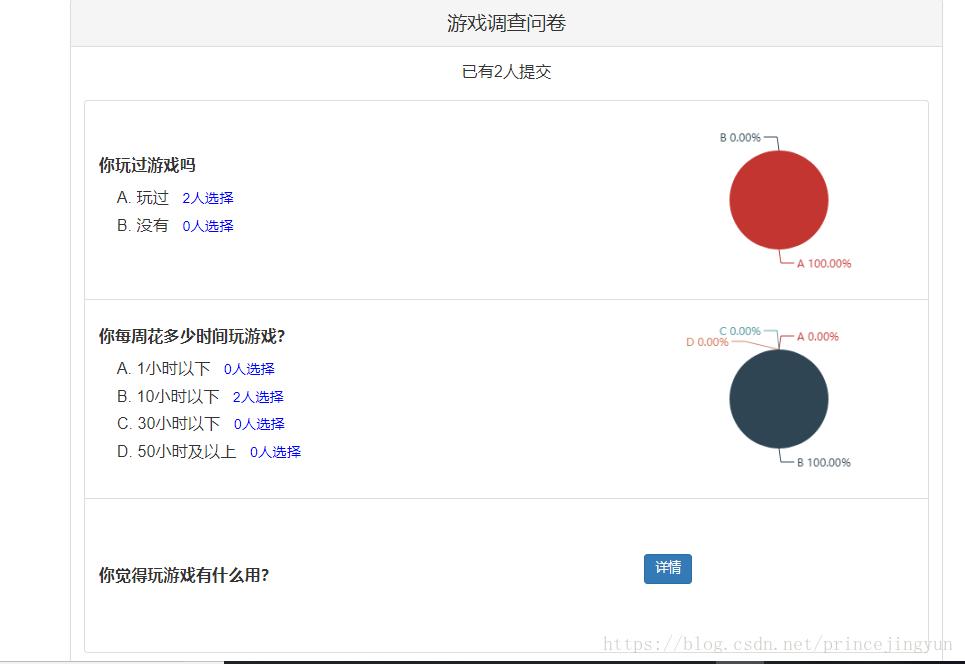 游戏调查问卷
已有2人提交
你玩过游戏吗
A. 玩过 2人选择
B. 没有 0人选择
B 0.00%
A 100.00%
你每周花多少时间玩游戏?
A. 1小时以下 0人选择
B. 10小时以下 2人选择
C. 30小时以下 0人选择
D. 50小时及以上 0人选择
C 0.00%
A 0.00%
D 0.00%
B 100.00%
你觉得玩游戏有什么用?
详情
https://blog.csdn.net/princejingyun